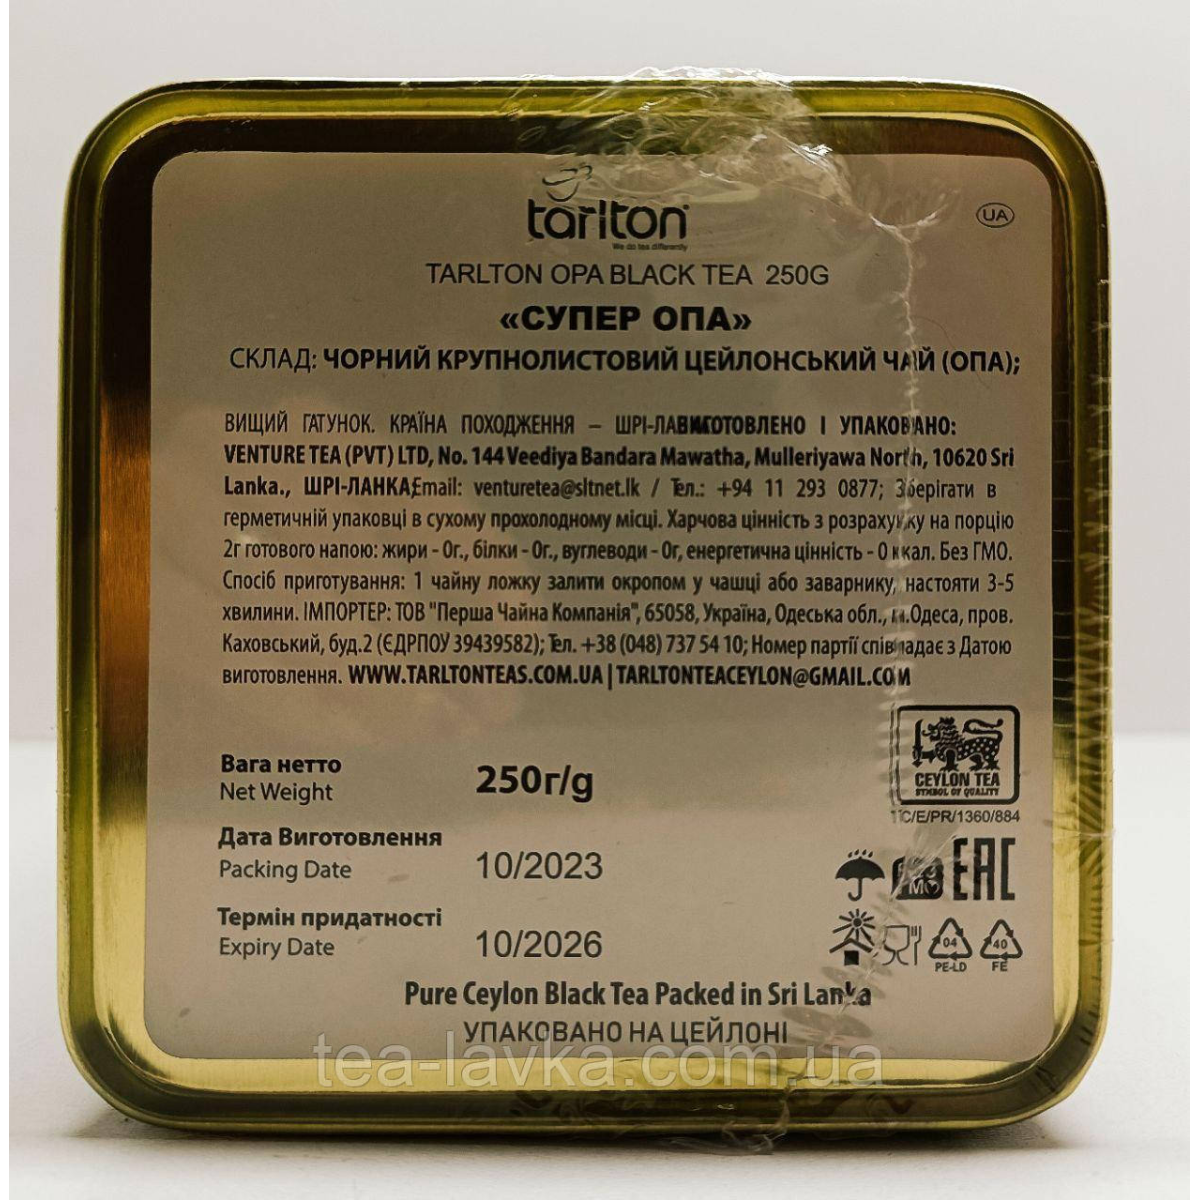 tarlton
We do tea differently
UA
TARLTON OPA BLACK TEA 250G
«СУПЕР ОПА»
СКЛАД: ЧОРНИЙ КРУПНОЛИСТОВИЙ ЦЕЙЛОНСЬКИЙ ЧАЙ (ОПА);
ВИЩИЙ ҐАТУНОК. КРАЇНА ПОХОДЖЕННЯ – ШРІ-ЛАВИГОТОВЛЕНО І УПАКОВАНО:
VENTURE TEA (PVT) LTD, No. 144 Veediya Bandara Mawatha, Mulleriyawa North, 10620 Sri
Lanka., ШРІ-ЛАНКА; Email: venturetea@sltnet.lk / Тел.: +94 11 293 0877; Зберігати в
герметичній упаковці в сухому прохолодному місці. Харчова цінність з розрахунку на порцію
2г готового напою: жири - 0г., білки - 0г., вуглеводи - 0г, енергетична цінність - 0 ккал. Без ГМО.
Спосіб приготування: 1 чайну ложку залити окропом у чашці або заварнику, настояти 3-5
хвилини. ІМПОРТЕР: ТОВ "Перша Чайна Компанія", 65058, Україна, Одеська обл., м.Одеса, пров.
Каховський, буд.2 (ЄДРПОУ 39439582); Тел. +38 (048) 737 54 10; Номер партії співпадає з Датою
виготовлення. WWW.TARLTONTEAS.COM.UA | TARLTONTEACEYLON@GMAIL.COM
CEYLON TEA
SYMBOL OF QUALITY
TC/E/PR/1360/884
Вага нетто
Net Weight
250г/g
Дата Виготовлення
Packing Date
10/2023
EAC
Термін придатності
Expiry Date
10/2026
04
PE-LD
40
FE
Pure Ceylon Black Tea Packed in Sri Lanka
УПАКОВАНО НА ЦЕЙЛОНІ
tea-lavka.com.ua